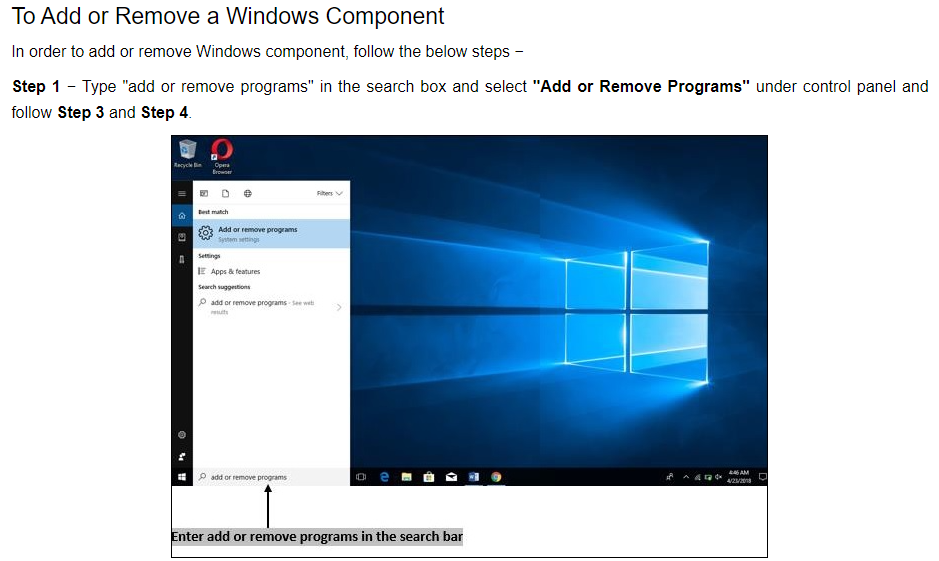 To Add or Remove a Windows Component
In order to add or remove Windows component, follow the below steps −
Step 1 − Type "add or remove programs" in the search box and select "Add or Remove Programs" under control panel and
follow Step 3 and Step 4.
Recycle Bin
Opera
Browser
Filters
Best match
Add or remove programs
System settings
Settings
Apps & features
Search suggestions
add or remove programs - See web
results
add or remove programs
4:46 AM
4/23/2018
Enter add or remove programs in the search bar